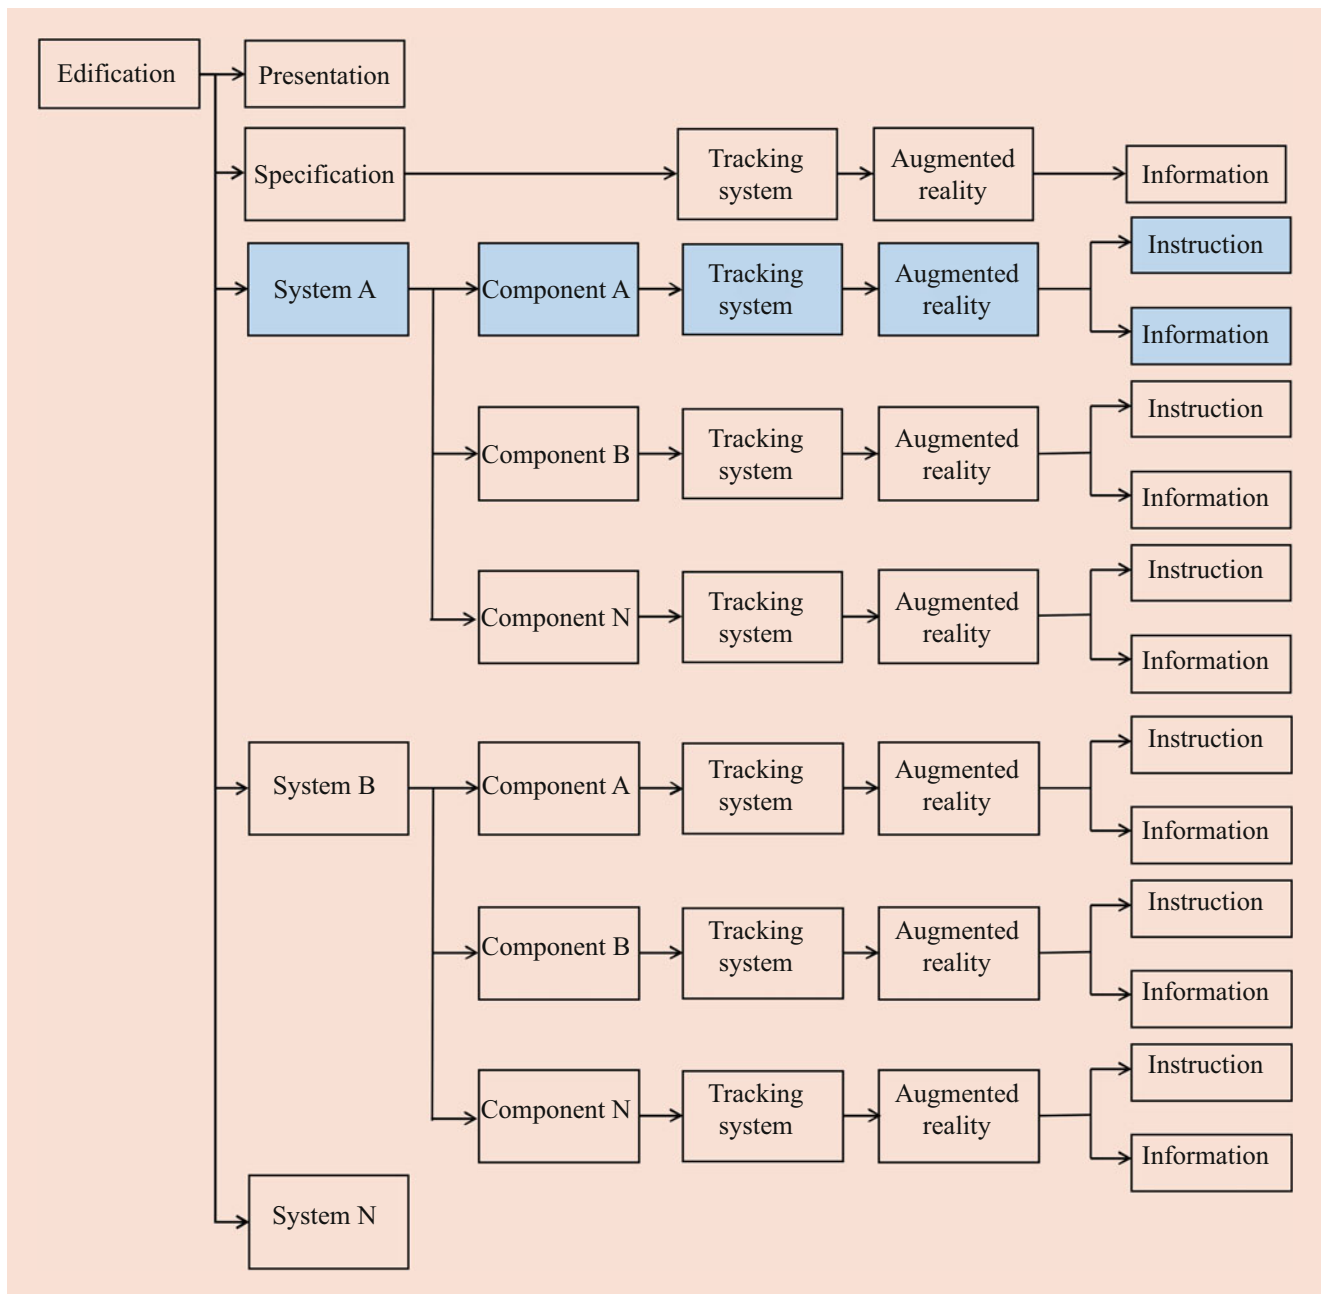 Edification
Presentation
Specification
Tracking
system
Augmented
reality
Information
System A
Component A
Tracking
system
Augmented
reality
Instruction
Information
Component B
Tracking
system
Augmented
reality
Instruction
Information
Component N
Tracking
system
Augmented
reality
Instruction
Information
System B
Component A
Tracking
system
Augmented
reality
Instruction
Information
Component B
Tracking
system
Augmented
reality
Instruction
Information
Component N
Tracking
system
Augmented
reality
Instruction
Information
System N